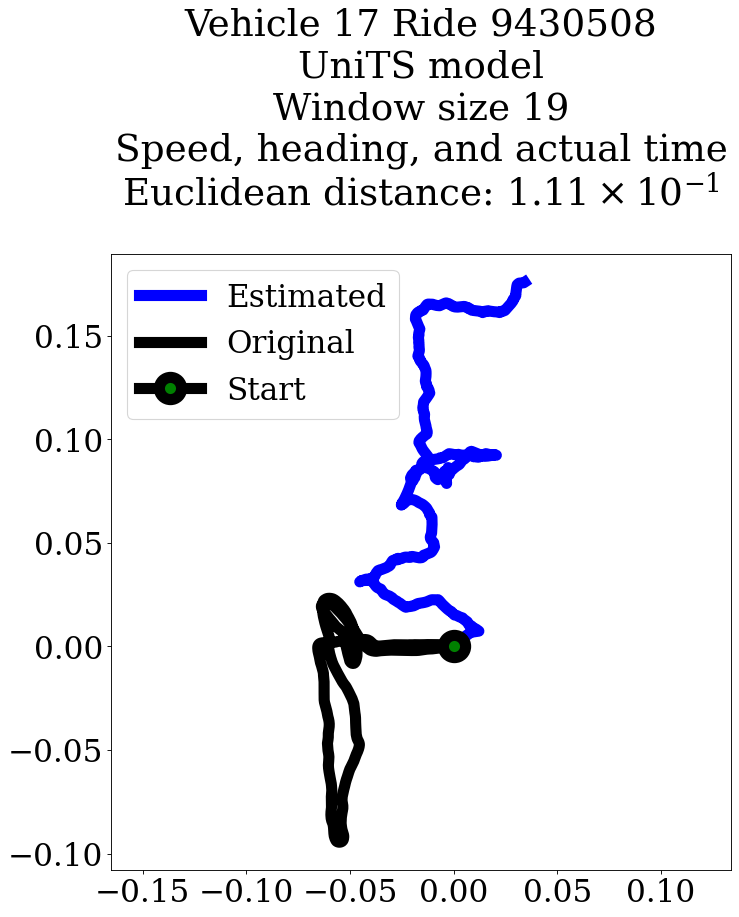 Vehicle 17 Ride 9430508
UniTS model
Window size 19
Speed, heading, and actual time
Euclidean distance: 1.11 × 10⁻¹
Estimated
Original
Start
0.15
0.10
0.05
0.00
−0.05
−0.10
−0.15 −0.10 −0.05 0.00 0.05 0.10